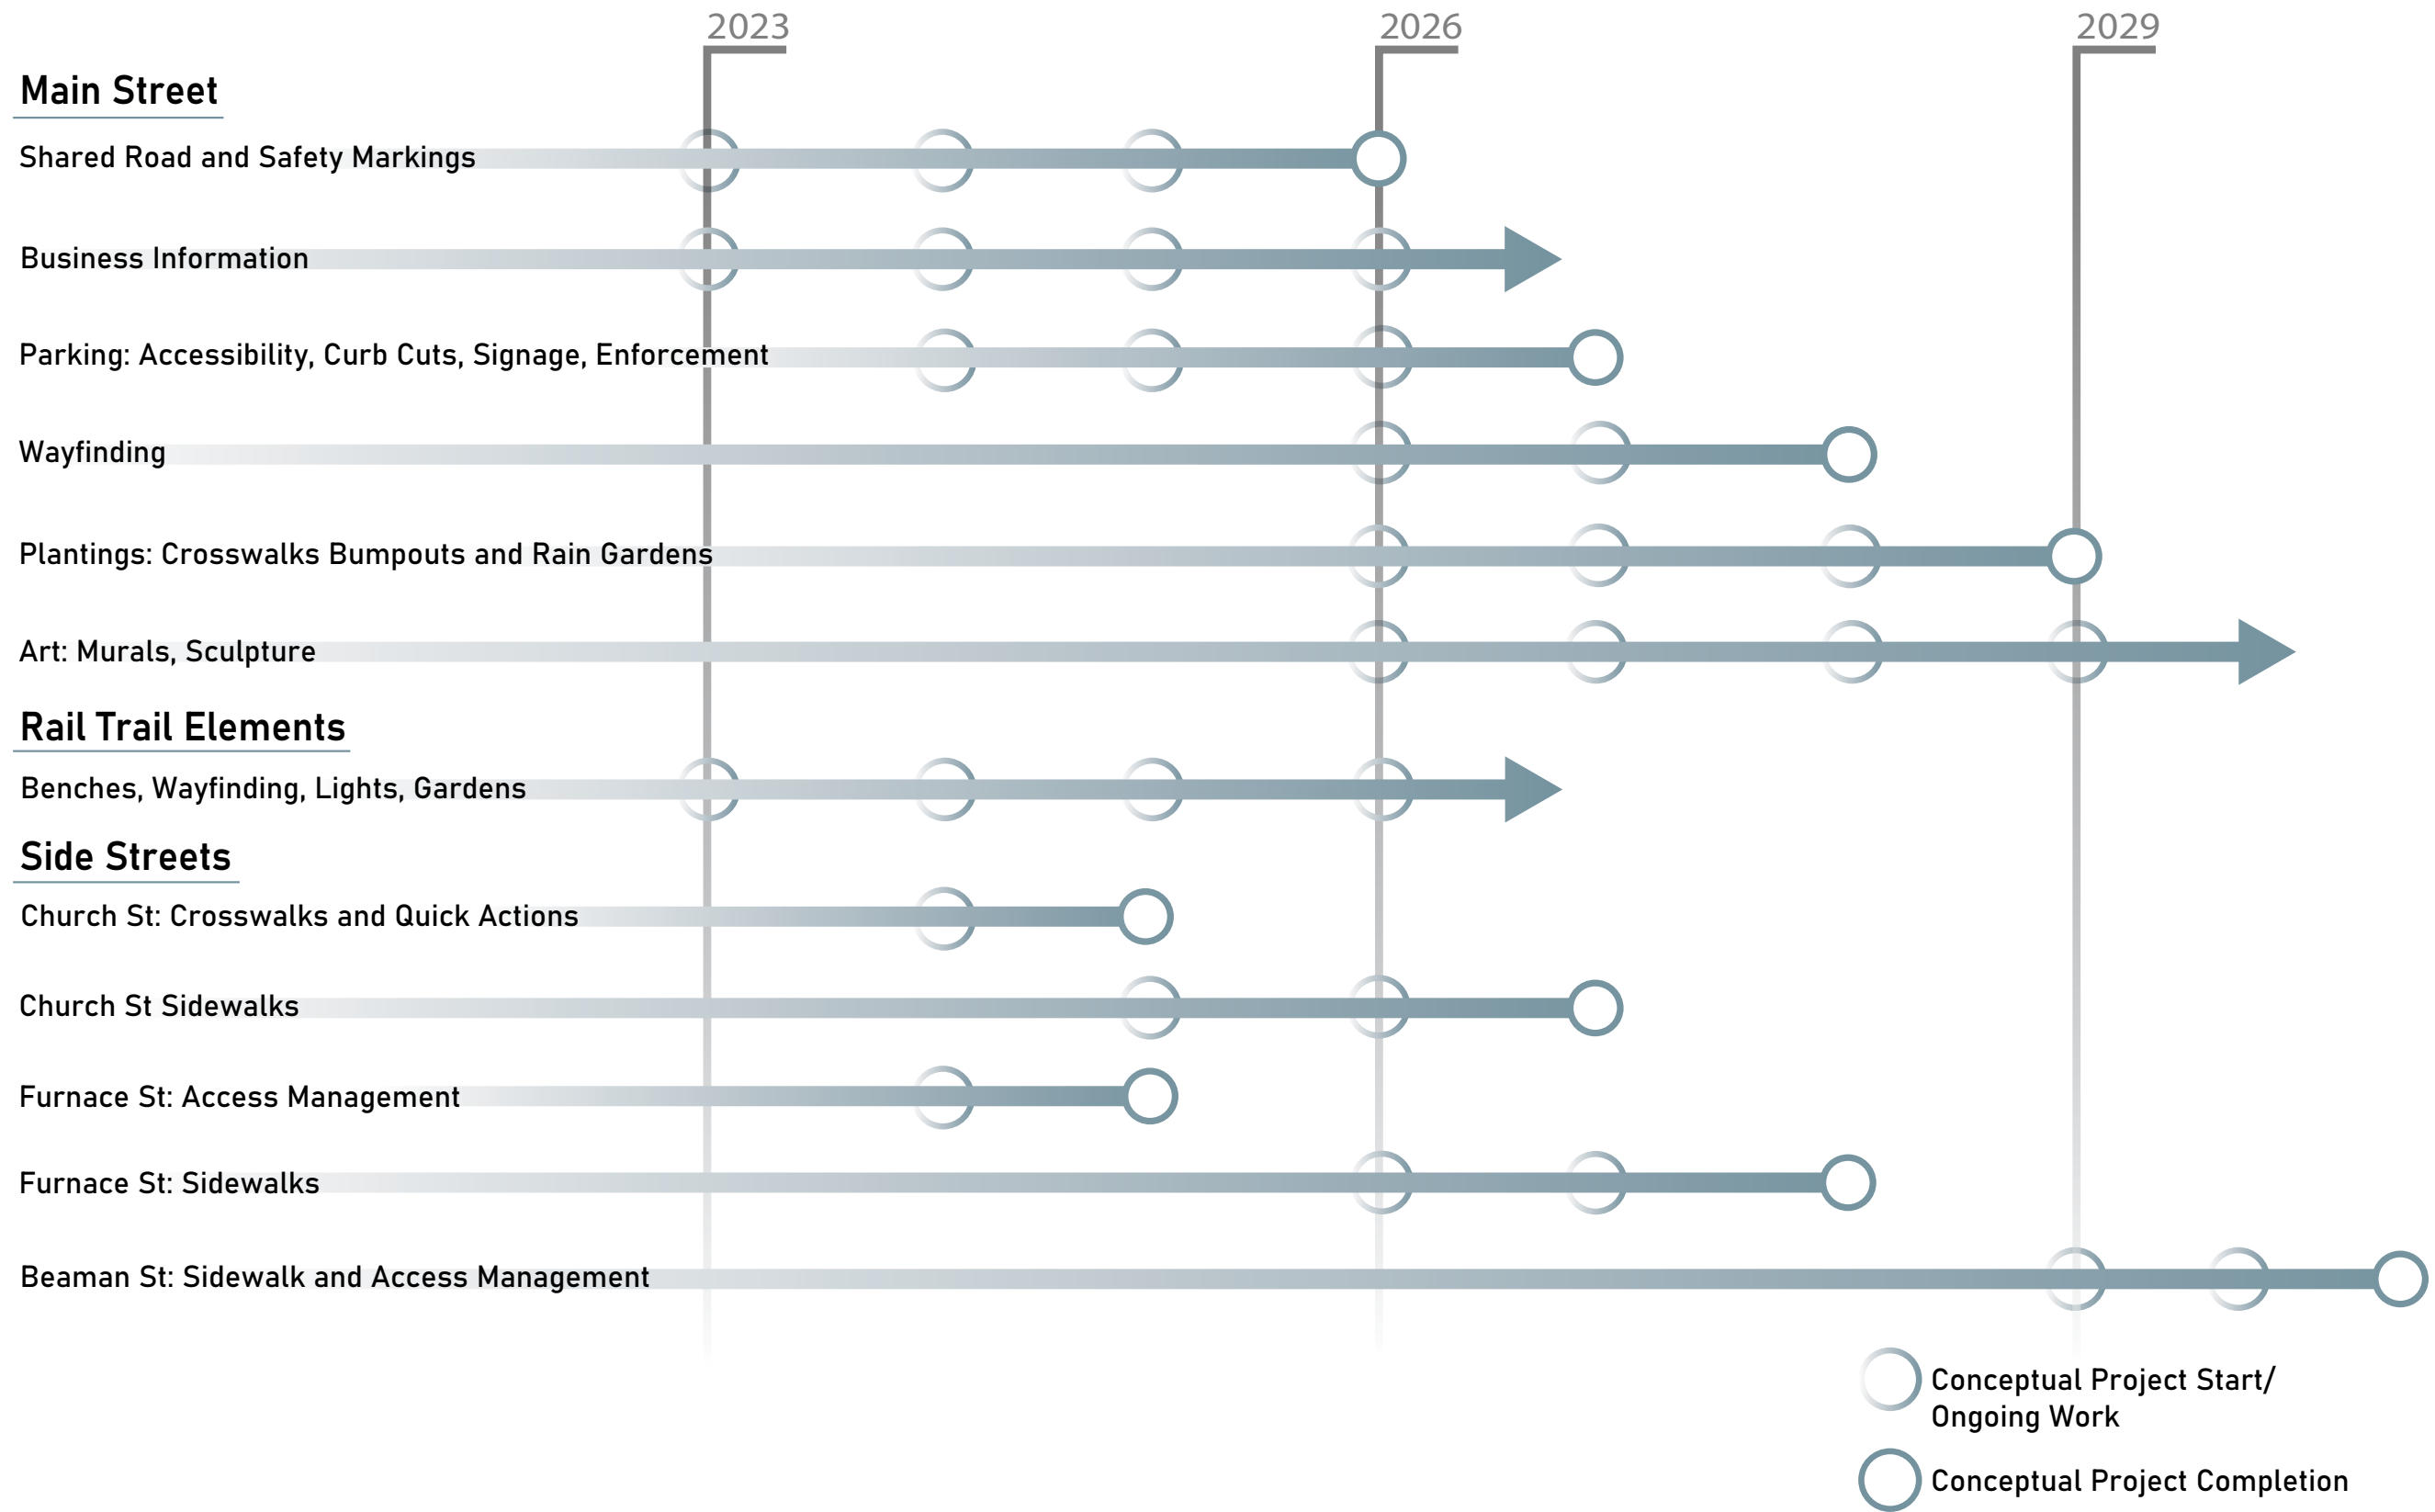 2023
2026
2029
Main Street
Shared Road and Safety Markings
Business Information
Parking: Accessibility, Curb Cuts, Signage, Enforcement
Wayfinding
Plantings: Crosswalks Bumpouts and Rain Gardens
Art: Murals, Sculpture
Rail Trail Elements
Benches, Wayfinding, Lights, Gardens
Side Streets
Church St: Crosswalks and Quick Actions
Church St Sidewalks
Furnace St: Access Management
Furnace St: Sidewalks
Beaman St: Sidewalk and Access Management
Conceptual Project Start/
Ongoing Work
Conceptual Project Completion